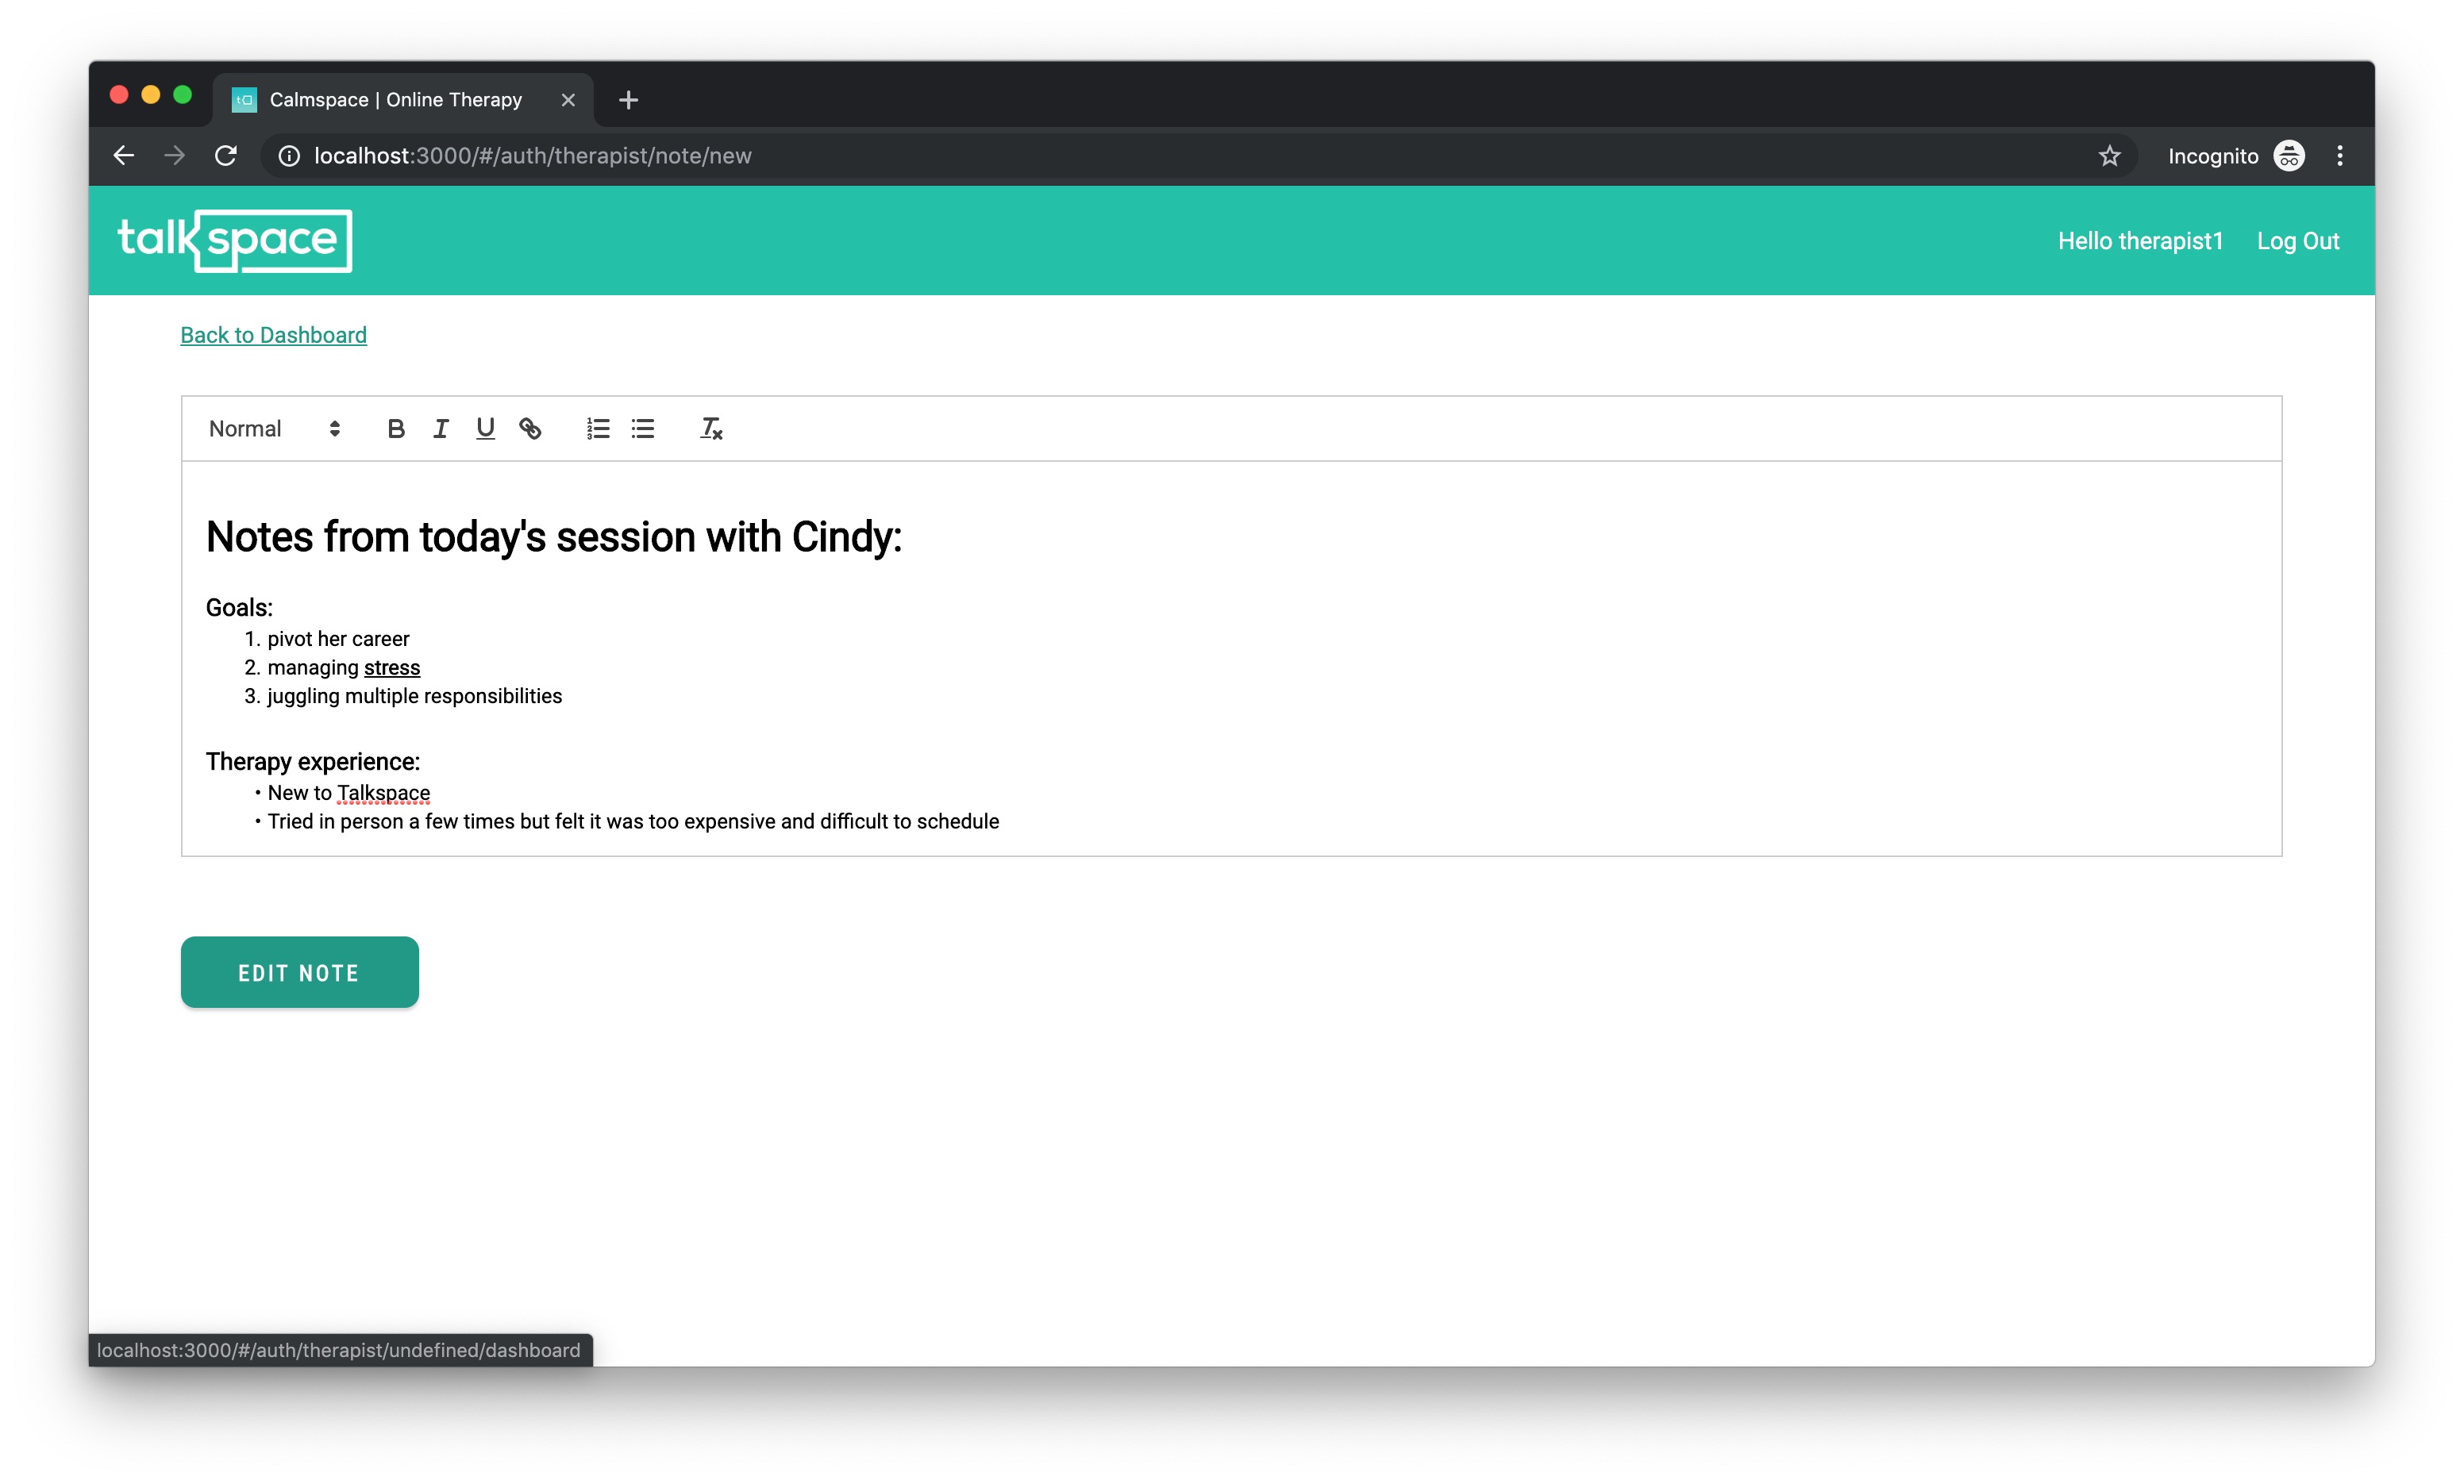 Calmspace | Online Therapy
localhost:3000/#/auth/therapist/note/new
Incognito
talkspace
Hello therapist1 Log Out
Back to Dashboard
Normal B I U
Notes from today's session with Cindy:
Goals:
1. pivot her career
2. managing stress
3. juggling multiple responsibilities
Therapy experience:
• New to Talkspace
• Tried in person a few times but felt it was too expensive and difficult to schedule
EDIT NOTE
localhost:3000/#/auth/therapist/undefined/dashboard